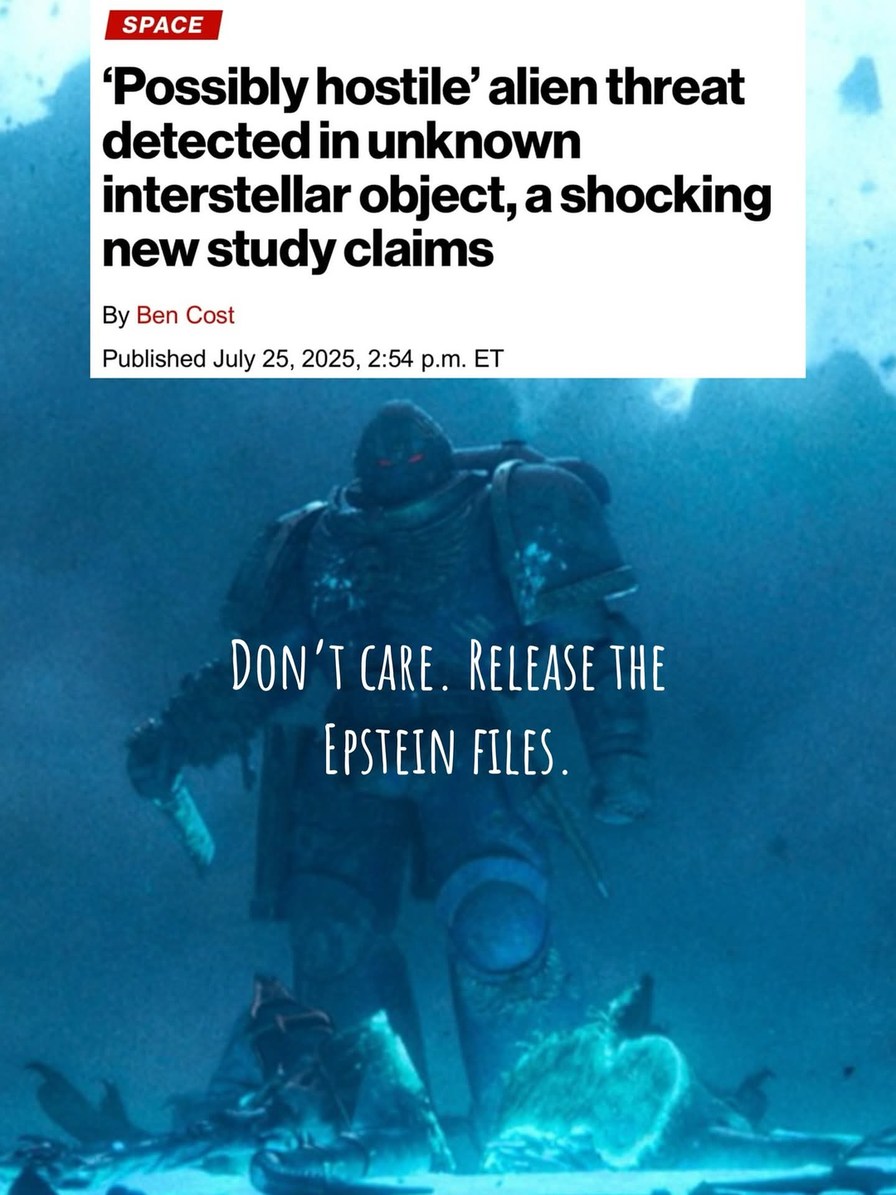 SPACE
‘Possibly hostile’ alien threat
detected in unknown
interstellar object, a shocking
new study claims
By Ben Cost
Published July 25, 2025, 2:54 p.m. ET
Don’t care. Release the
Epstein files.